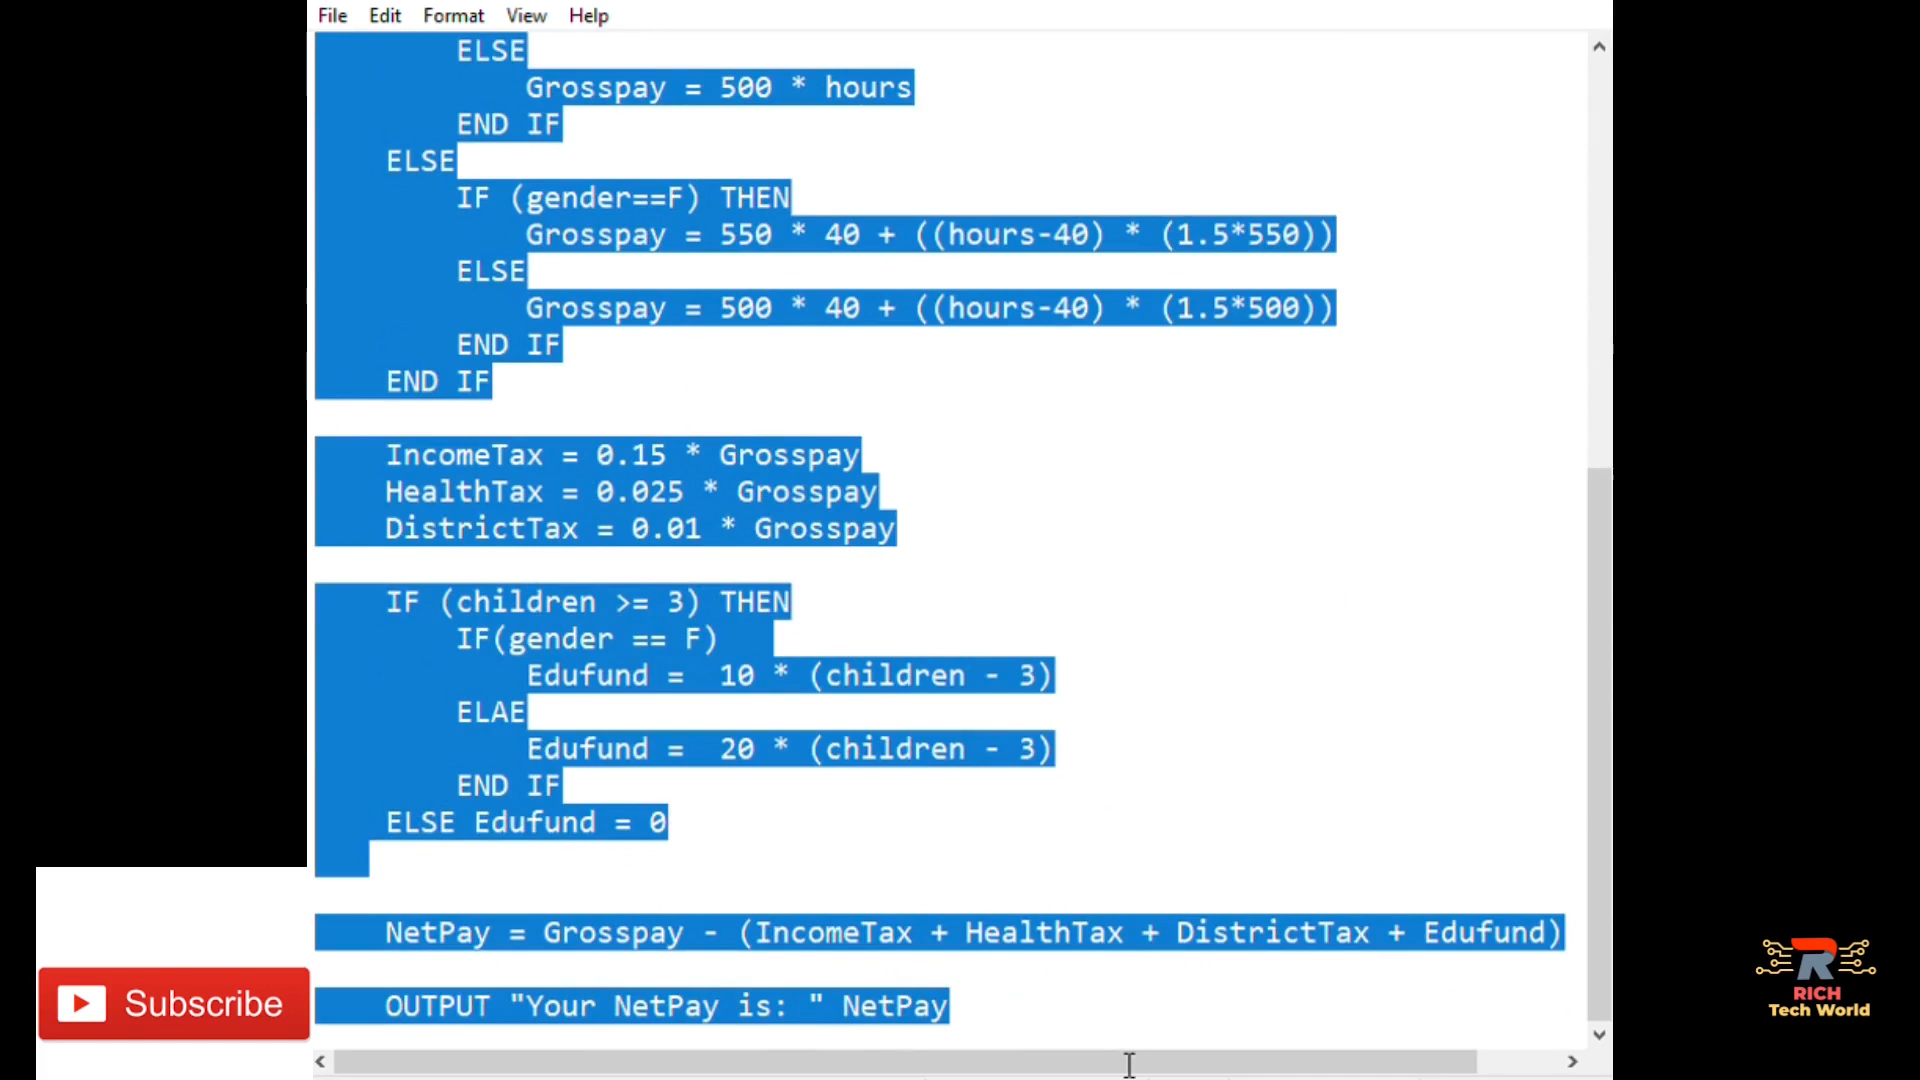 File Edit Format View Help
ELSE
Grosspay = 500 * hours
END IF
ELSE
IF (gender==F) THEN
Grosspay = 550 * 40 + ((hours-40) * (1.5*550))
ELSE
Grosspay = 500 * 40 + ((hours-40) * (1.5*500))
END IF
END IF
IncomeTax = 0.15 * Grosspay
HealthTax = 0.025 * Grosspay
DistrictTax = 0.01 * Grosspay
IF (children >= 3) THEN
IF(gender == F)
Edufund =  10 * (children - 3)
ELAE
Edufund =  20 * (children - 3)
END IF
ELSE Edufund = 0
NetPay = Grosspay - (IncomeTax + HealthTax + DistrictTax + Edufund)
OUTPUT "Your NetPay is: " NetPay
Subscribe
R
RICH
Tech World